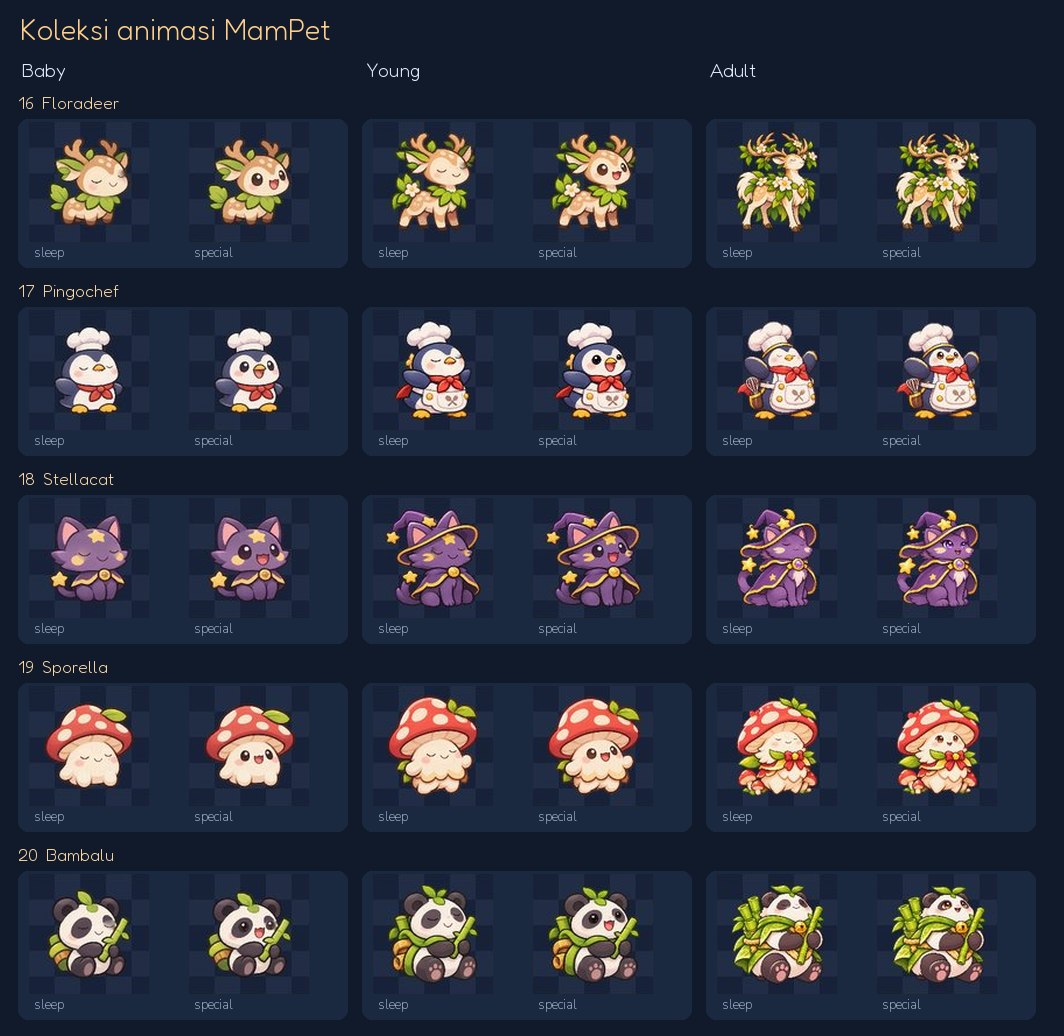 Koleksi animasi MamPet
Baby Young Adult
16 Floradeer
sleep special sleep special sleep special
17 Pingochef
sleep special sleep special sleep special
18 Stellacat
sleep special sleep special sleep special
19 Sporella
sleep special sleep special sleep special
20 Bambalu
sleep special sleep special sleep special